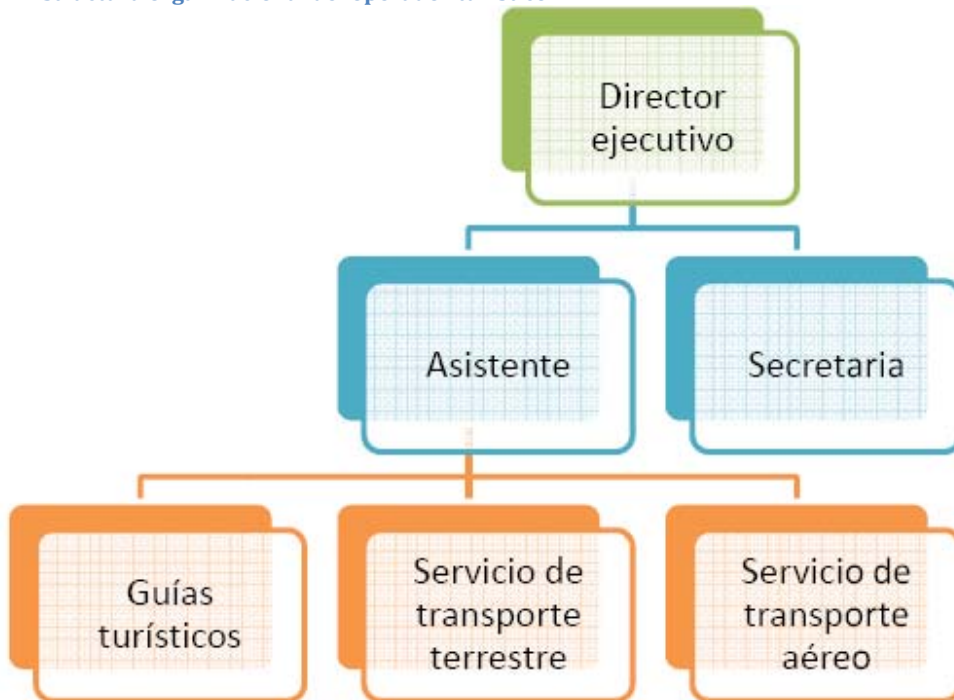 Director
ejecutivo
Asistente
Secretaria
Guías
turísticos
Servicio de
transporte
terrestre
Servicio de
transporte
aéreo